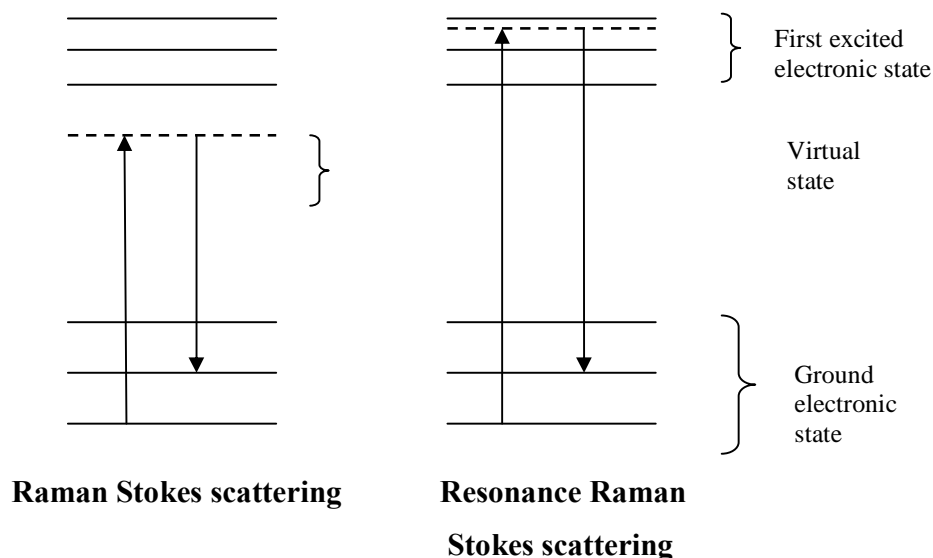 First excited
electronic state
Virtual
state
Ground
electronic
state
Raman Stokes scattering
Resonance Raman
Stokes scattering